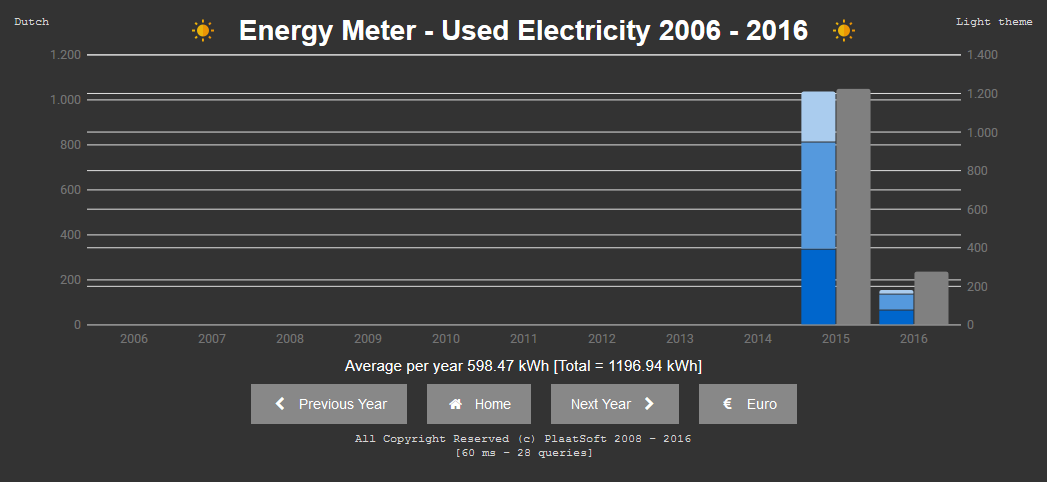 Dutch
Energy Meter - Used Electricity 2006 - 2016
Light theme
1.200
1.000
800
600
400
200
0
1.400
1.200
1.000
800
600
400
200
0
2006 2007 2008 2009 2010 2011 2012 2013 2014 2015 2016
Average per year 598.47 kWh [Total = 1196.94 kWh]
Previous Year Home Next Year € Euro
All Copyright Reserved (c) PlaatSoft 2008 - 2016
[60 ms - 28 queries]